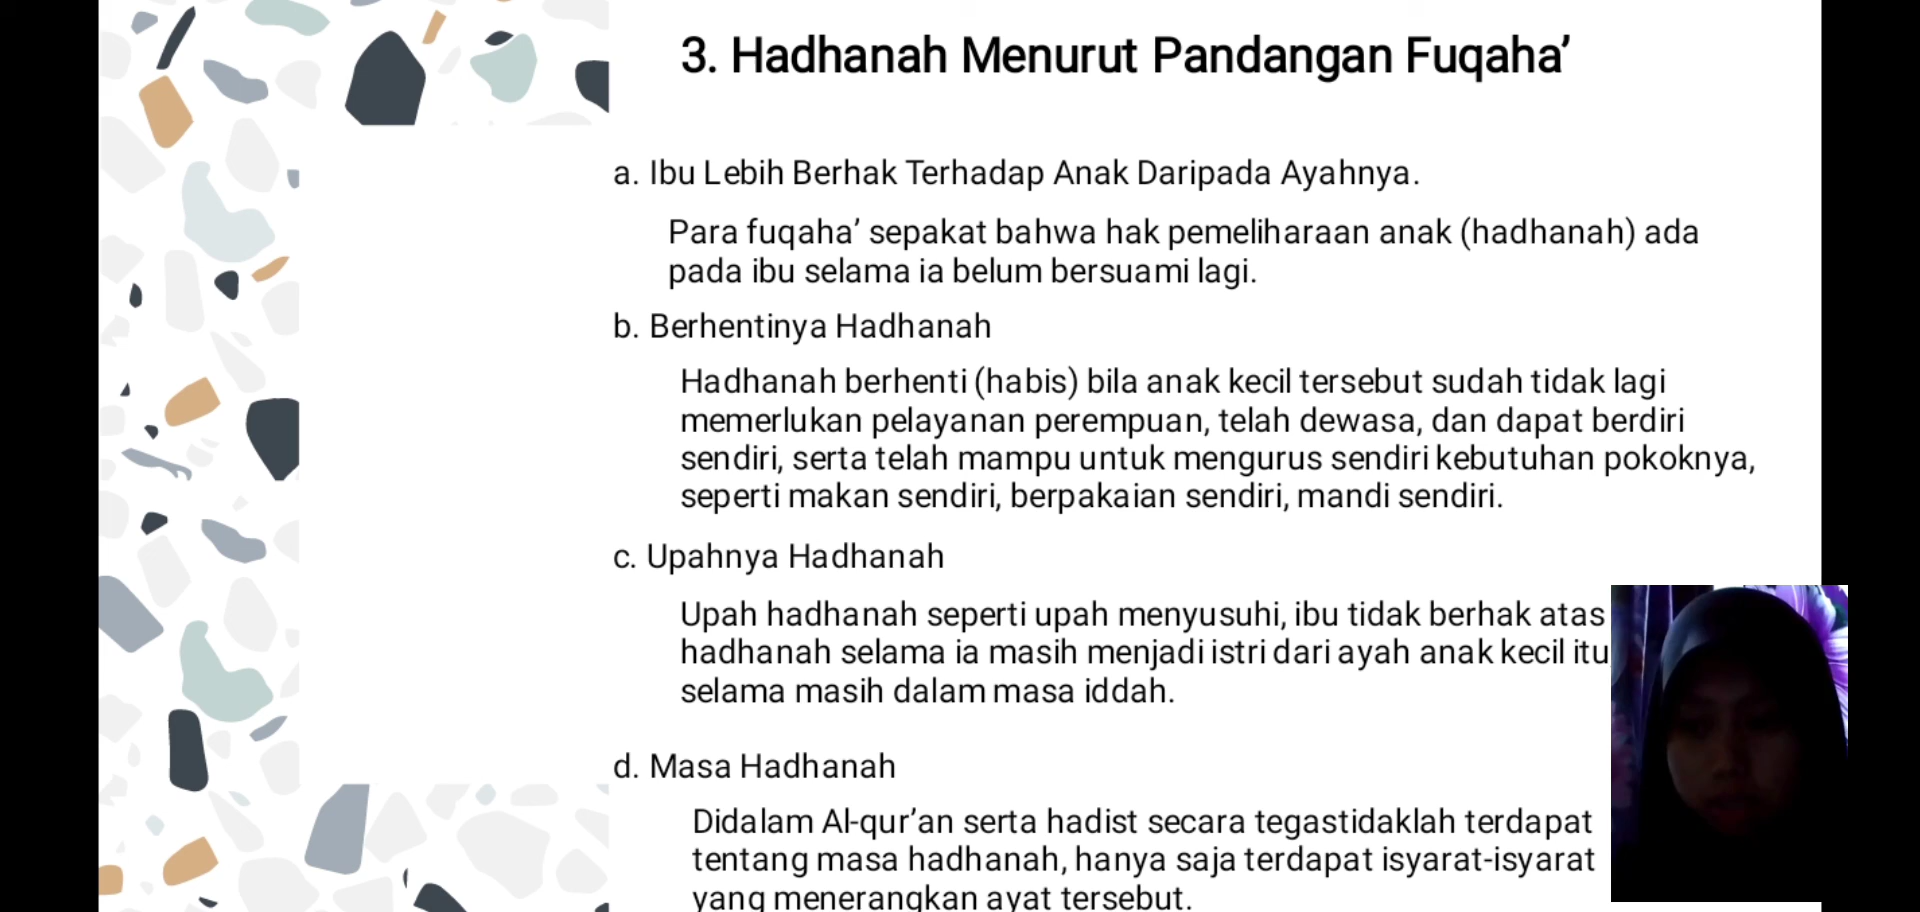 3. Hadhanah Menurut Pandangan Fuqaha’
a. Ibu Lebih Berhak Terhadap Anak Daripada Ayahnya.
Para fuqaha’ sepakat bahwa hak pemeliharaan anak (hadhanah) ada
pada ibu selama ia belum bersuami lagi.
b. Berhentinya Hadhanah
Hadhanah berhenti (habis) bila anak kecil tersebut sudah tidak lagi
memerlukan pelayanan perempuan, telah dewasa, dan dapat berdiri
sendiri, serta telah mampu untuk mengurus sendiri kebutuhan pokoknya,
seperti makan sendiri, berpakaian sendiri, mandi sendiri.
c. Upahnya Hadhanah
Upah hadhanah seperti upah menyusuhi, ibu tidak berhak atas
hadhanah selama ia masih menjadi istri dari ayah anak kecil itu
selama masih dalam masa iddah.
d. Masa Hadhanah
Didalam Al-qur’an serta hadist secara tegastidaklah terdapat
tentang masa hadhanah, hanya saja terdapat isyarat-isyarat
yang menerangkan ayat tersebut.